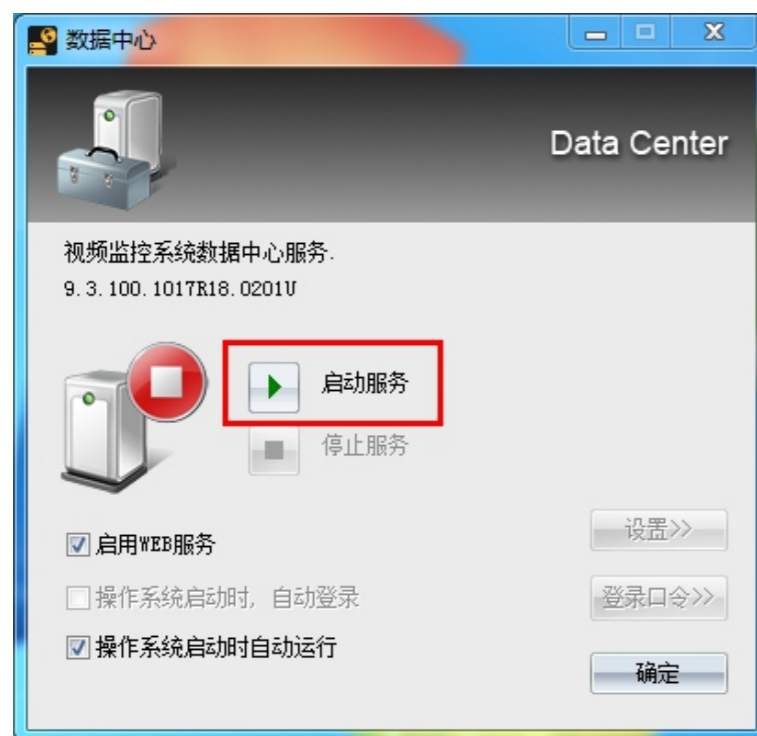 数据中心
Data Center
视频监控系统数据中心服务.
9.3.100.1017R18.0201U
启动服务
停止服务
启用WEB服务
设置>>
操作系统启动时, 自动登录
登录口令>>
操作系统启动时自动运行
确定